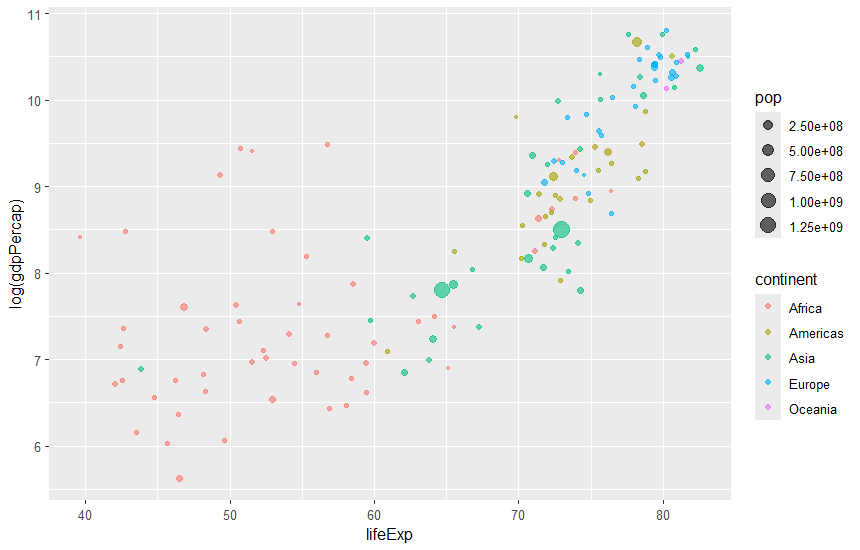 log(gdpPercap)
11
10
9
8
7
6
40 50 60 70 80
lifeExp
pop
2.50e+08
5.00e+08
7.50e+08
1.00e+09
1.25e+09
continent
Africa
Americas
Asia
Europe
Oceania